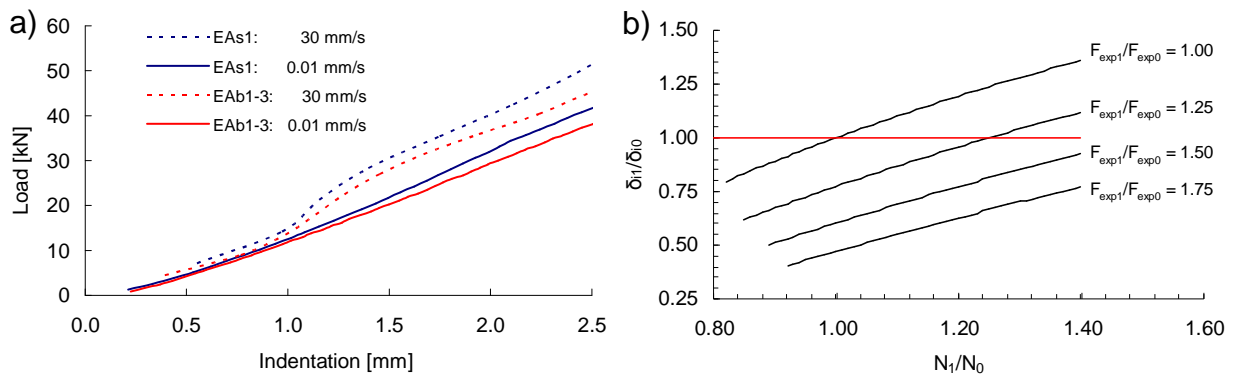 a)
60
50
40
30
20
10
0
Load [kN]
EAs1: 30 mm/s
EAs1: 0.01 mm/s
EAb1-3: 30 mm/s
EAb1-3: 0.01 mm/s
0.0 0.5 1.0 1.5 2.0 2.5
Indentation [mm]
b)
1.50
1.25
1.00
0.75
0.50
0.25
δi1/δi0
Fexp1/Fexp0 = 1.00
Fexp1/Fexp0 = 1.25
Fexp1/Fexp0 = 1.50
Fexp1/Fexp0 = 1.75
0.80 1.00 1.20 1.40 1.60
N1/N0